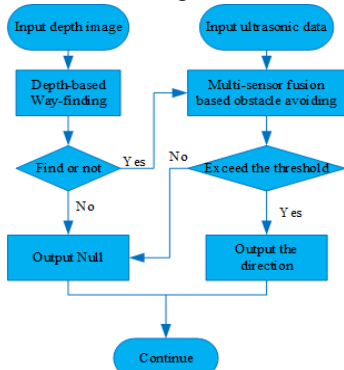 Input depth image
Input ultrasonic data
Depth-based
Way-finding
Multi-sensor fusion
based obstacle avoiding
Find or not
Yes
No
Exceed the threshold
No
Yes
Output Null
Output the
direction
Continue